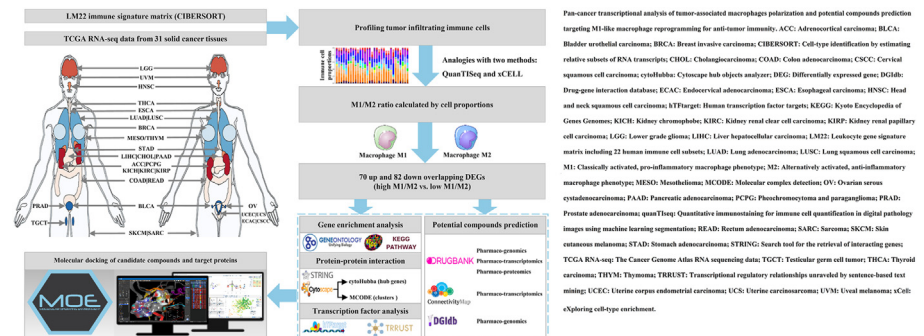 LM22 immune signature matrix (CIBERSORT)
TCGA RNA-seq data from 31 solid cancer tissues
LGG
UVM
HNSC
THCA
ESCA
LUAD|LUSC
BRCA
MESO/THYM
STAD
LIHC|CHOL|PAAD
ACC|PCPG
KICH|KIRC|KIRP
COAD|READ
PRAD
BLCA
OV
UCEC|UCS
ECAC|CSCC
TGCT
SKCM|SARC
Profiling tumor infiltrating immune cells
Immune cell proportions
Analogies with two methods:
QuanTISeq and xCELL
M1/M2 ratio calculated by cell proportions
Macrophage M1
Macrophage M2
70 up and 82 down overlapping DEGs
(high M1/M2 vs. low M1/M2)
Gene enrichment analysis
GENEONTOLOGY
Unifying Biology
KEGG
PATHWAY
Protein-protein interaction
STRING
Cytoscape
cytoHubba (hub genes)
MCODE (clusters )
Transcription factor analysis
TRRUST
Potential compounds prediction
DRUGBANK
Pharmaco-genomics
Pharmaco-transcriptomics
Pharmaco-proteomics
ConnectivityMap
Pharmaco-transcriptomics
DGIdb
Pharmaco-genomics
Molecular docking of candidate compounds and target proteins
MOE
Pan-cancer transcriptional analysis of tumor-associated macrophages polarization and potential compounds prediction
targeting M1-like macrophage reprogramming for anti-tumor immunity. ACC: Adrenocortical carcinoma; BLCA:
Bladder urothelial carcinoma; BRCA: Breast invasive carcinoma; CIBERSORT: Cell-type identification by estimating
relative subsets of RNA transcripts; CHOL: Cholangiocarcinoma; COAD: Colon adenocarcinoma; CSCC: Cervical
squamous cell carcinoma; cytoHubba: Cytoscape hub objects analyzer; DEG: Differentially expressed gene; DGIdb:
Drug-gene interaction database; ECAC: Endocervical adenocarcinoma; ESCA: Esophageal carcinoma; HNSC: Head
and neck squamous cell carcinoma; hTFtarget: Human transcription factor targets; KEGG: Kyoto Encyclopedia of
Genes Genomes; KICH: Kidney chromophobe; KIRC: Kidney renal clear cell carcinoma; KIRP: Kidney renal papillary
cell carcinoma; LGG: Lower grade glioma; LIHC: Liver hepatocellular carcinoma; LM22: Leukocyte gene signature
matrix including 22 human immune cell subsets; LUAD: Lung adenocarcinoma; LUSC: Lung squamous cell carcinoma;
M1: Classically activated, pro-inflammatory macrophage phenotype; M2: Alternatively activated, anti-inflammatory
macrophage phenotype; MESO: Mesothelioma; MCODE: Molecular complex detection; OV: Ovarian serous
cystadenocarcinoma; PAAD: Pancreatic adenocarcinoma; PCPG: Pheochromocytoma and paraganglioma; PRAD:
Prostate adenocarcinoma; quanTIseq: Quantitative immunostaining for immune cell quantification in digital pathology
images using machine learning segmentation; READ: Rectum adenocarcinoma; SARC: Sarcoma; SKCM: Skin
cutaneous melanoma; STAD: Stomach adenocarcinoma; STRING: Search tool for the retrieval of interacting genes;
TCGA RNA-seq: The Cancer Genome Atlas RNA sequencing data; TGCT: Testicular germ cell tumor; THCA: Thyroid
carcinoma; THYM: Thymoma; TRRUST: Transcriptional regulatory relationships unraveled by sentence-based text
mining; UCEC: Uterine corpus endometrial carcinoma; UCS: Uterine carcinosarcoma; UVM: Uveal melanoma; xCell:
eXploring cell-type enrichment.